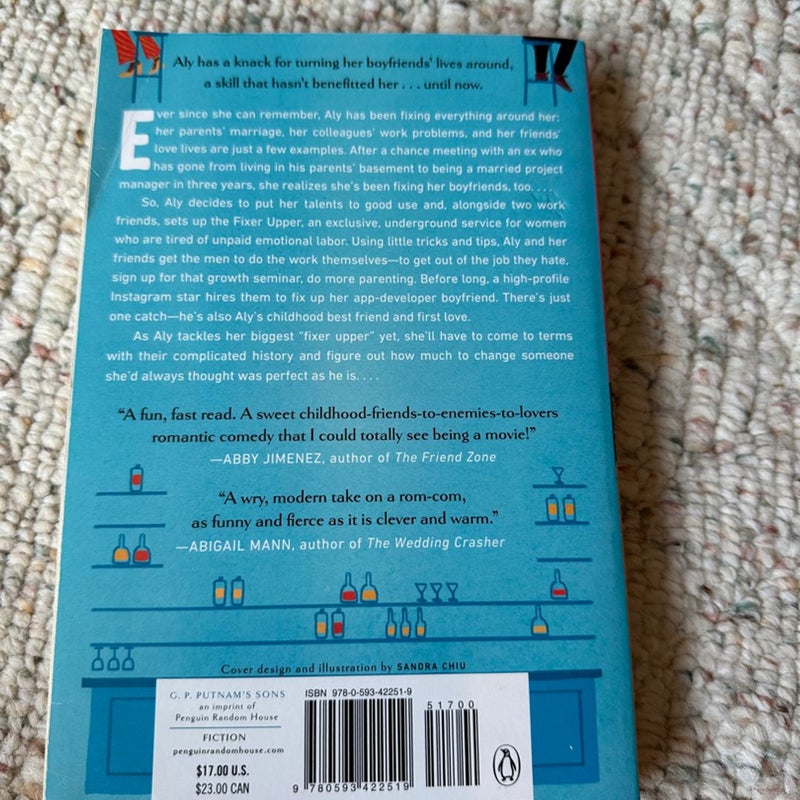 Aly has a knack for turning her boyfriends' lives around,
a skill that hasn't benefitted her . . . until now.
Ever since she can remember, Aly has been fixing everything around her:
her parents' marriage, her colleagues' work problems, and her friends'
love lives are just a few examples. After a chance meeting with an ex who
has gone from living in his parents' basement to being a married project
manager in three years, she realizes she's been fixing her boyfriends, too. . . .
So, Aly decides to put her talents to good use and, alongside two work
friends, sets up the Fixer Upper, an exclusive, underground service for women
who are tired of unpaid emotional labor. Using little tricks and tips, Aly and her
friends get the men to do the work themselves—to get out of the job they hate,
sign up for that growth seminar, do more parenting. Before long, a high-profile
Instagram star hires them to fix up her app-developer boyfriend. There's just
one catch—he's also Aly's childhood best friend and first love.
As Aly tackles her biggest "fixer upper" yet, she'll have to come to terms
with their complicated history and figure out how much to change someone
she'd always thought was perfect as he is. . . .
"A fun, fast read. A sweet childhood-friends-to-enemies-to-lovers
romantic comedy that I could totally see being a movie!"
—ABBY JIMENEZ, author of The Friend Zone
"A wry, modern take on a rom-com,
as funny and fierce as it is clever and warm."
—ABIGAIL MANN, author of The Wedding Crasher
Cover design and illustration by SANDRA CHIU
G. P. PUTNAM'S SONS
an imprint of
Penguin Random House
FICTION
penguinrandomhouse.com
$17.00 U.S.
$23.00 CAN
ISBN 978-0-593-42251-9
51700
9 780593 422519